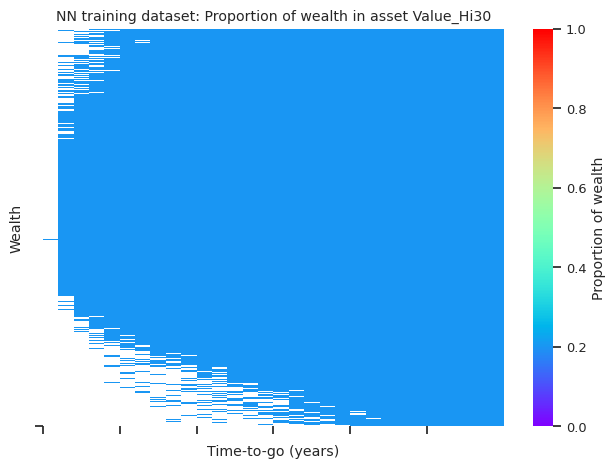 NN training dataset: Proportion of wealth in asset Value_Hi30
Wealth
Time-to-go (years)
1.0
0.8
0.6
0.4
0.2
0.0
Proportion of wealth